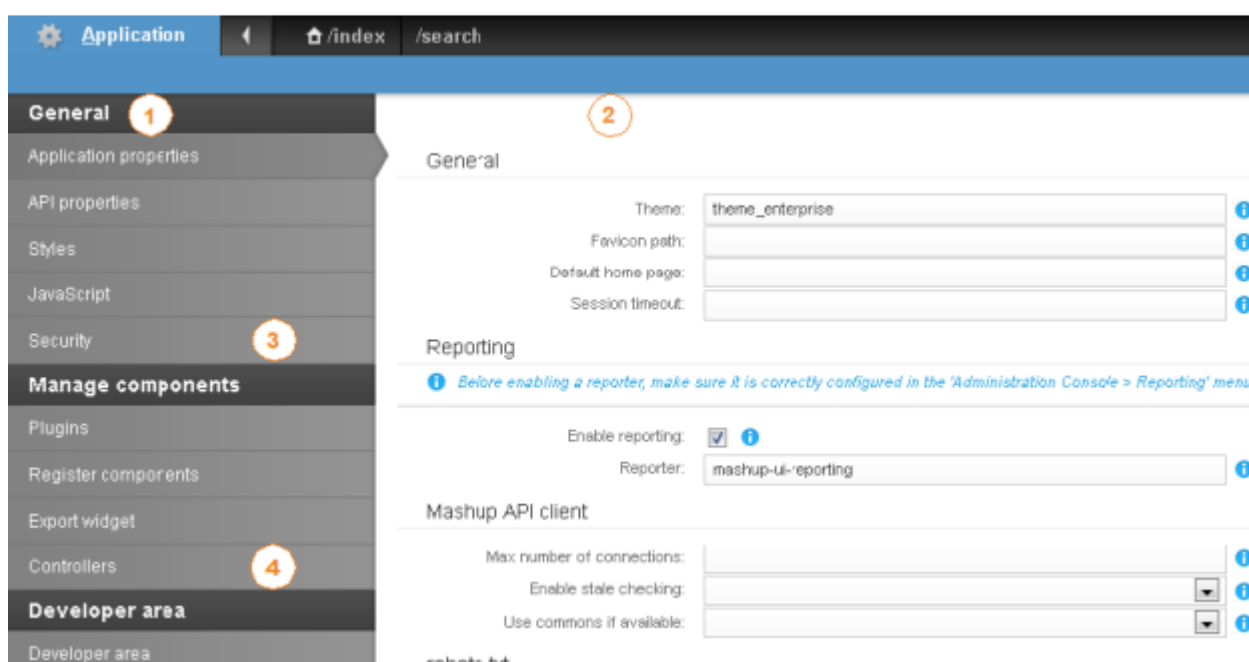 Application /index /search
General 1
2
Application properties
General
API properties
Theme: theme_enterprise
Favicon path:
Styles
Default home page:
JavaScript
Session timeout:
Security 3
Reporting
Manage components
Before enabling a reporter, make sure it is correctly configured in the 'Administration Console > Reporting' menu
Plugins
Enable reporting:
Register components
Reporter: mashup-ui-reporting
Export widget
Mashup API client
Controllers 4
Max number of connections:
Enable stale checking:
Developer area
Use commons if available:
Developer area
robots.txt